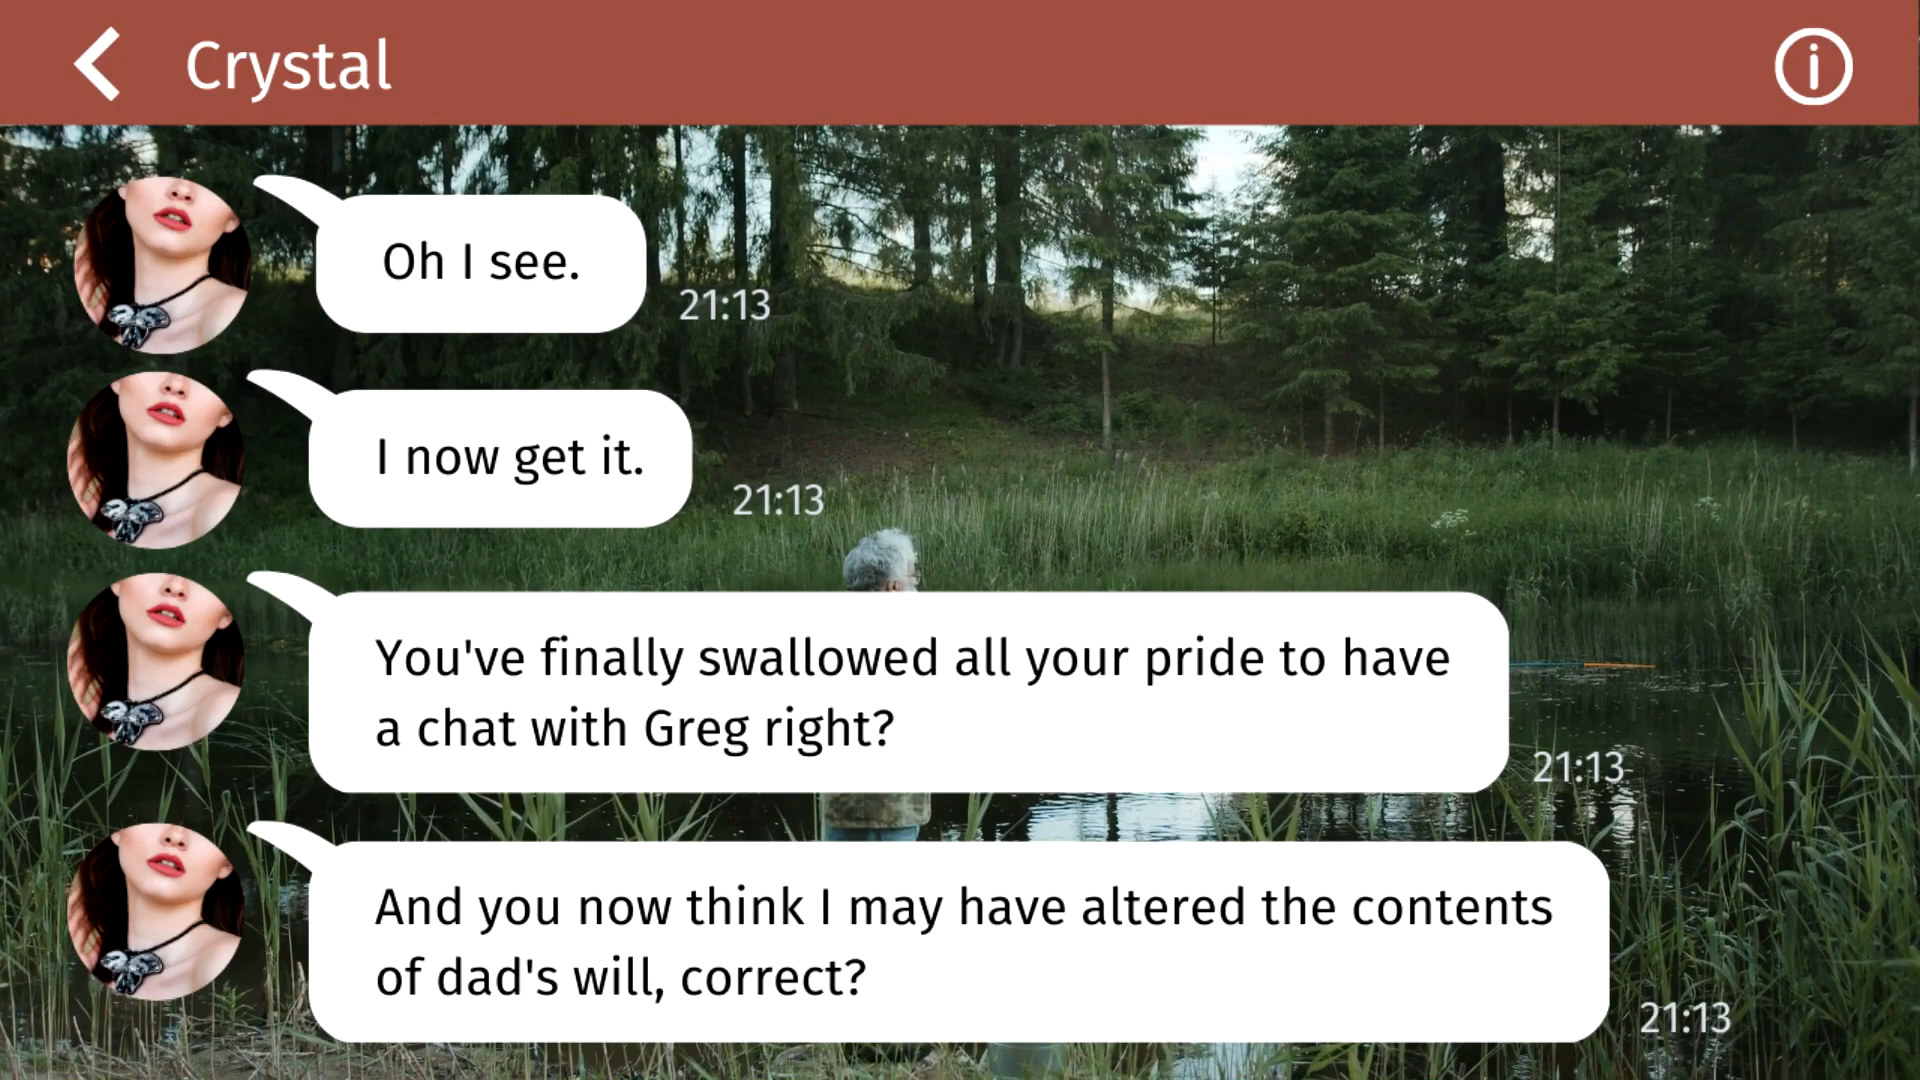 Crystal
Oh I see.
21:13
I now get it.
21:13
You've finally swallowed all your pride to have
a chat with Greg right?
21:13
And you now think I may have altered the contents
of dad's will, correct?
21:13